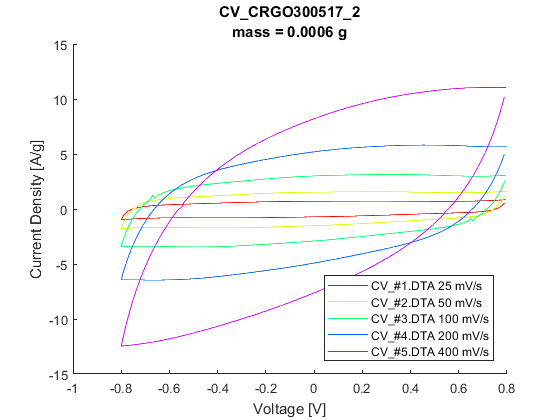 CV_CRGO300517_2
mass = 0.0006 g
15
10
5
0
-5
-10
-15
Current Density [A/g]
CV_#1.DTA 25 mV/s
CV_#2.DTA 50 mV/s
CV_#3.DTA 100 mV/s
CV_#4.DTA 200 mV/s
CV_#5.DTA 400 mV/s
-1 -0.8 -0.6 -0.4 -0.2 0 0.2 0.4 0.6 0.8
Voltage [V]